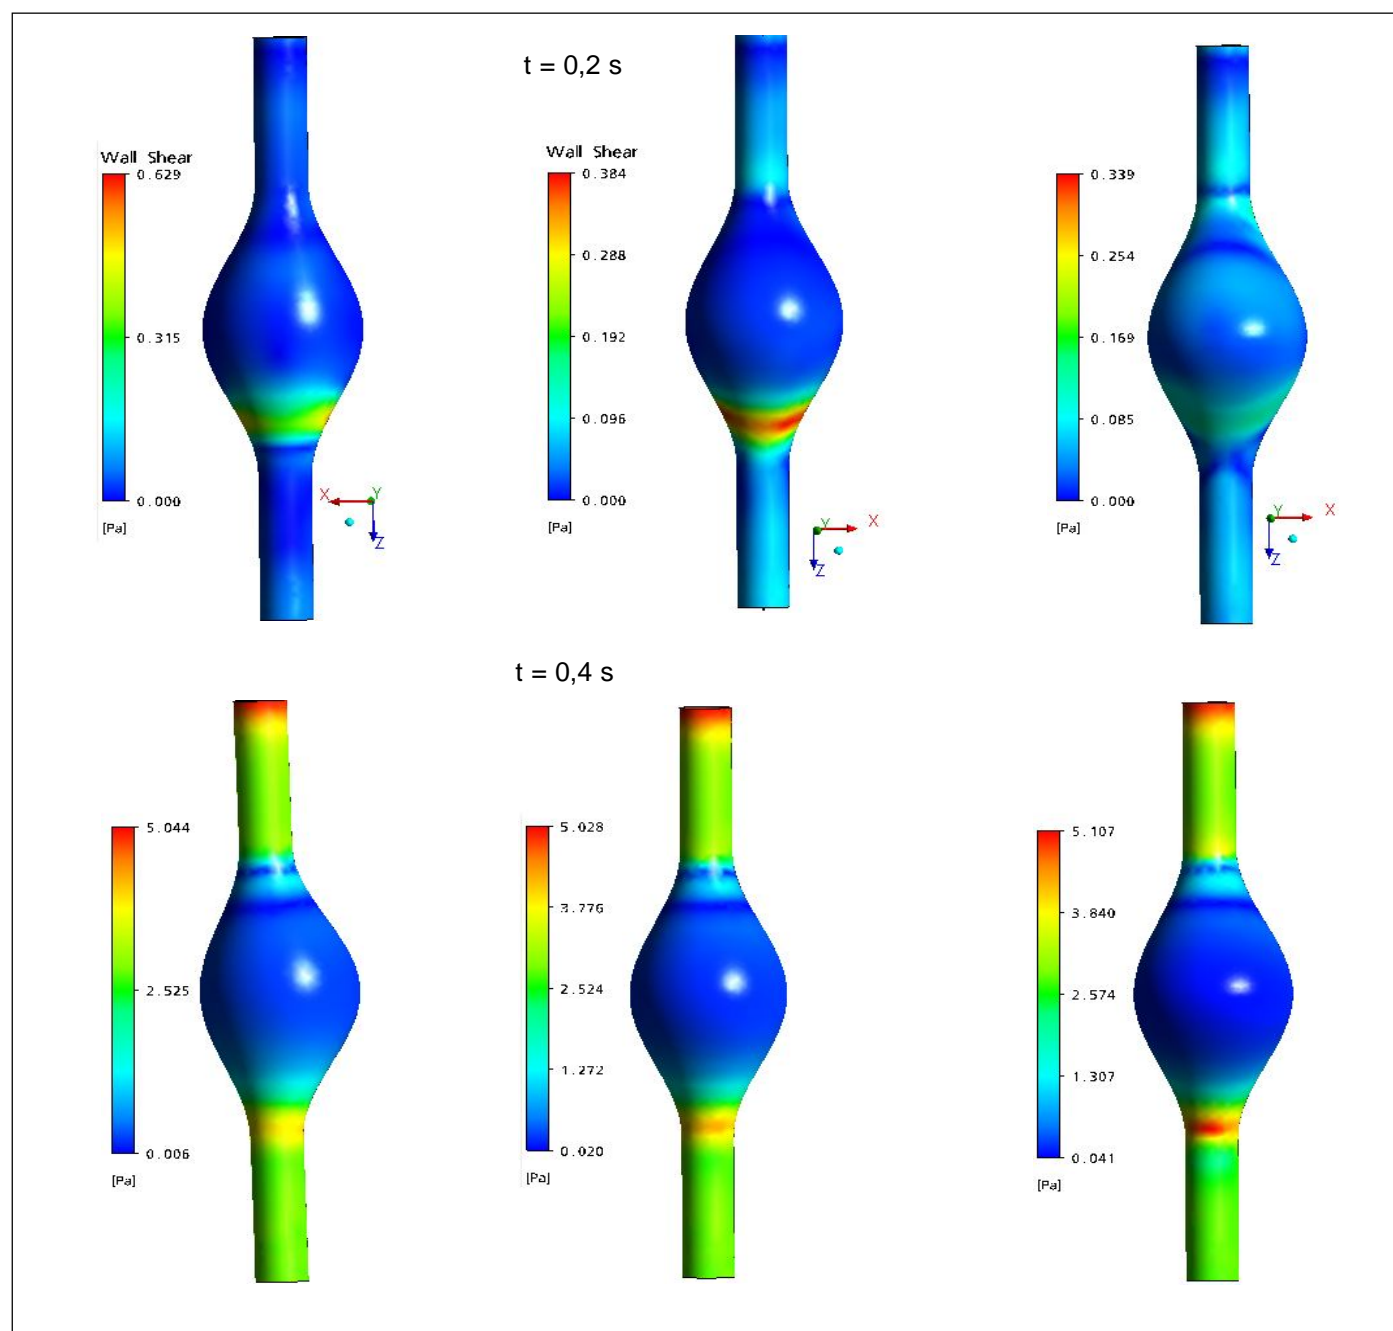 t = 0,2 s
Wall Shear
0.629
0.315
0.000
[Pa]
X
Y
Z
Wall Shear
0.384
0.288
0.192
0.096
0.000
[Pa]
Y
X
Z
0.339
0.254
0.169
0.085
0.000
[Pa]
Y
X
Z
t = 0,4 s
5.044
2.525
0.006
[Pa]
5.028
3.776
2.524
1.272
0.020
[Pa]
5.107
3.840
2.574
1.307
0.041
[Pa]